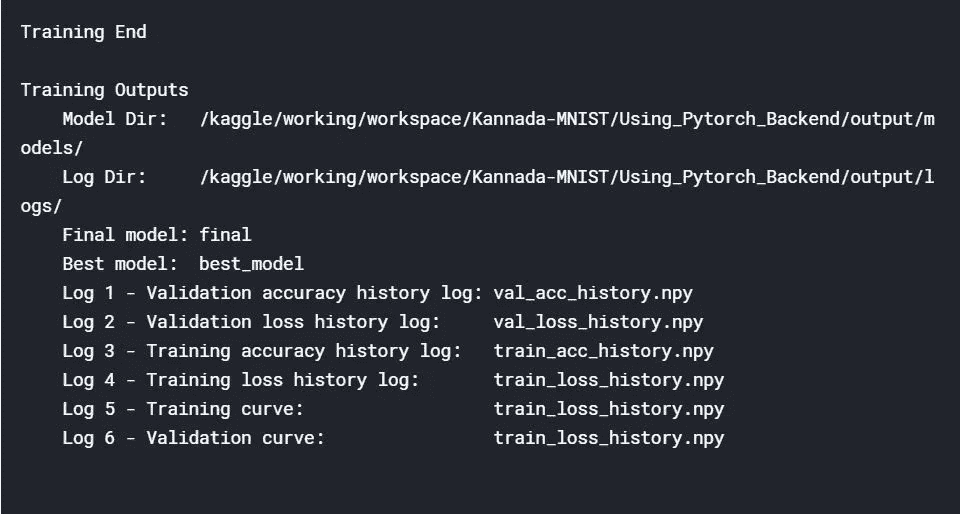 Training End
Training Outputs
Model Dir: /kaggle/working/workspace/Kannada-MNIST/Using_Pytorch_Backend/output/m
odels/
Log Dir: /kaggle/working/workspace/Kannada-MNIST/Using_Pytorch_Backend/output/l
ogs/
Final model: final
Best model: best_model
Log 1 - Validation accuracy history log: val_acc_history.npy
Log 2 - Validation loss history log: val_loss_history.npy
Log 3 - Training accuracy history log: train_acc_history.npy
Log 4 - Training loss history log: train_loss_history.npy
Log 5 - Training curve: train_loss_history.npy
Log 6 - Validation curve: train_loss_history.npy